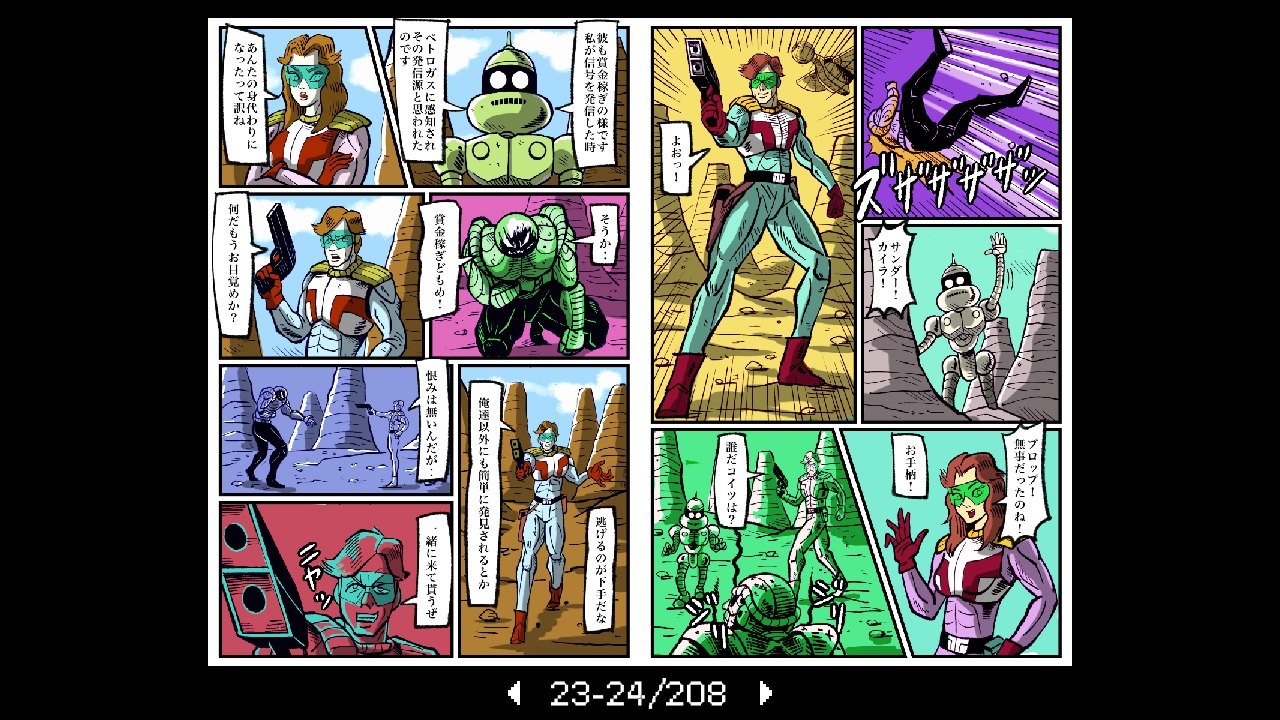 ズザザザザッ
よおっ！
サンダー！
カイラ！
プロップ！
無事だったのね！
お手柄！
誰だコイツは？
彼も賞金稼ぎの様です
私が信号を発信した時
ペトロガスに感知され
その発信源と思われた
のです
あんたの身代わりに
なったって訳ね
そうか‥
賞金稼ぎどもめ！
何だもうお目覚めか？
恨みは無いんだが‥
逃げるのが下手だな
俺達以外にも簡単に発見されるとか
一緒に来て貰うぜ
ニヤッ
23-24/208